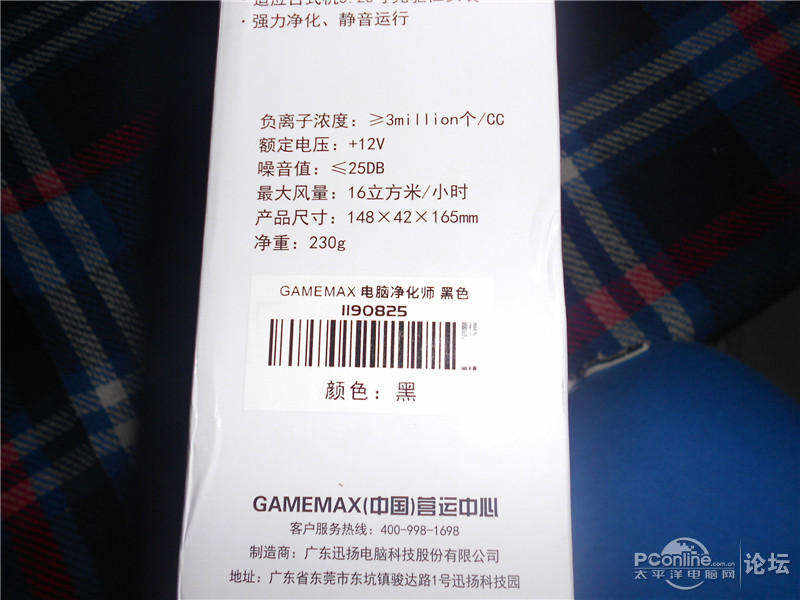 ·强力净化、静音运行
负离子浓度：≥3million个/CC
额定电压：+12V
噪音值：≤25DB
最大风量：16立方米/小时
产品尺寸：148×42×165mm
净重：230g
GAMEMAX 电脑净化师 黑色
1190825
颜色：黑
GAMEMAX(中国)营运中心
客户服务热线：400-998-1698
制造商：广东迅扬电脑科技股份有限公司
地址：广东省东莞市东坑镇骏达路1号迅扬科技园
PConline.com.cn
太平洋电脑网
论坛